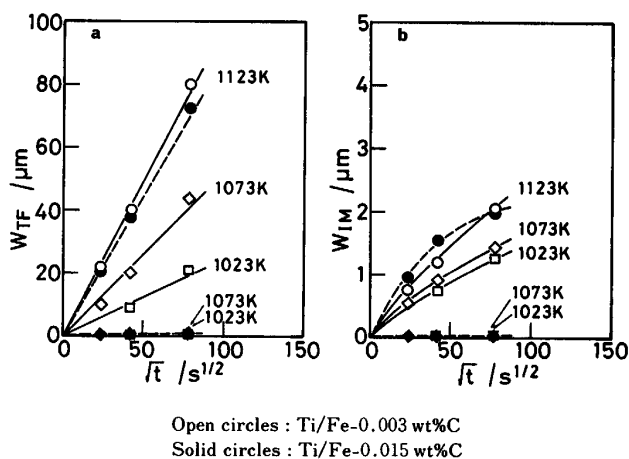 a
b
100
80
60
40
20
0
W_TF / μm
1123K
1073K
1023K
1073K
1023K
0
50
100
150
√t / s^1/2
5
4
3
2
1
0
W_IM / μm
1123K
1073K
1023K
1073K
1023K
0
50
100
150
√t / s^1/2
Open circles : Ti/Fe-0.003 wt%C
Solid circles : Ti/Fe-0.015 wt%C